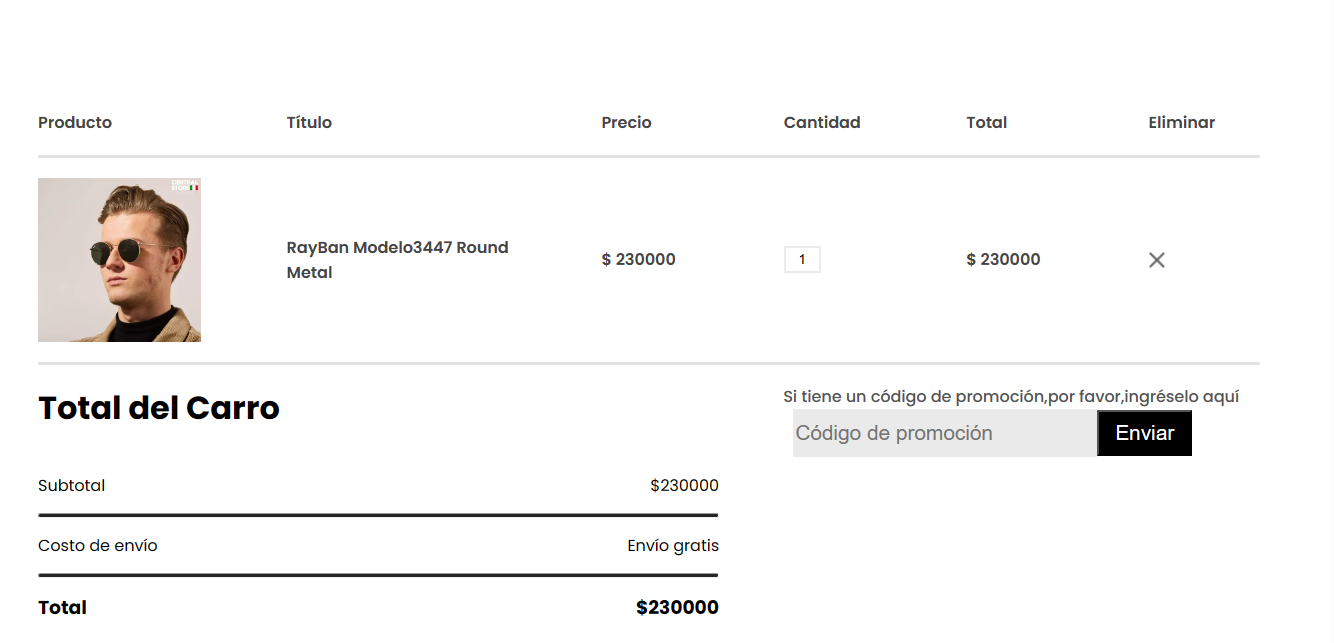 Producto Título Precio Cantidad Total Eliminar
RayBan Modelo3447 Round
Metal
$ 230000 1 $ 230000
Total del Carro
Si tiene un código de promoción,por favor,ingréselo aquí
Código de promoción Enviar
Subtotal $230000
Costo de envío Envío gratis
Total $230000